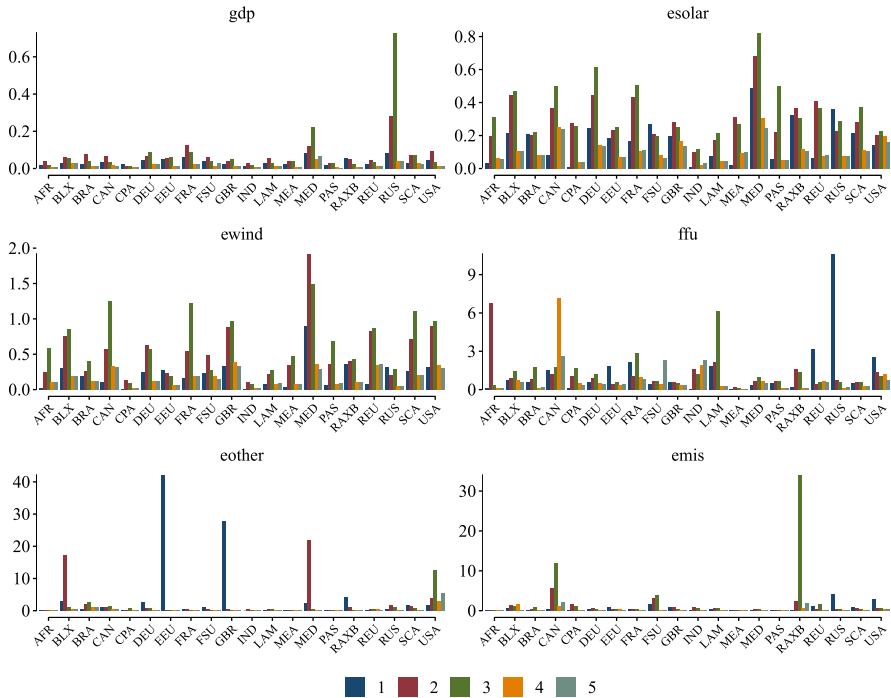 gdp
esolar
0.6
0.4
0.2
0.0
AFR BLX BRA CAN CPA DEU EEU FRA FSU GBR IND LAM MEA MED PAS RAXB REU RUS SCA USA
0.8
0.6
0.4
0.2
0.0
AFR BLX BRA CAN CPA DEU EEU FRA FSU GBR IND LAM MEA MED PAS RAXB REU RUS SCA USA
ewind
ffu
2.0
1.5
1.0
0.5
0.0
AFR BLX BRA CAN CPA DEU EEU FRA FSU GBR IND LAM MEA MED PAS RAXB REU RUS SCA USA
9
6
3
0
AFR BLX BRA CAN CPA DEU EEU FRA FSU GBR IND LAM MEA MED PAS RAXB REU RUS SCA USA
eother
emis
40
30
20
10
0
AFR BLX BRA CAN CPA DEU EEU FRA FSU GBR IND LAM MEA MED PAS RAXB REU RUS SCA USA
30
20
10
0
AFR BLX BRA CAN CPA DEU EEU FRA FSU GBR IND LAM MEA MED PAS RAXB REU RUS SCA USA
1 2 3 4 5